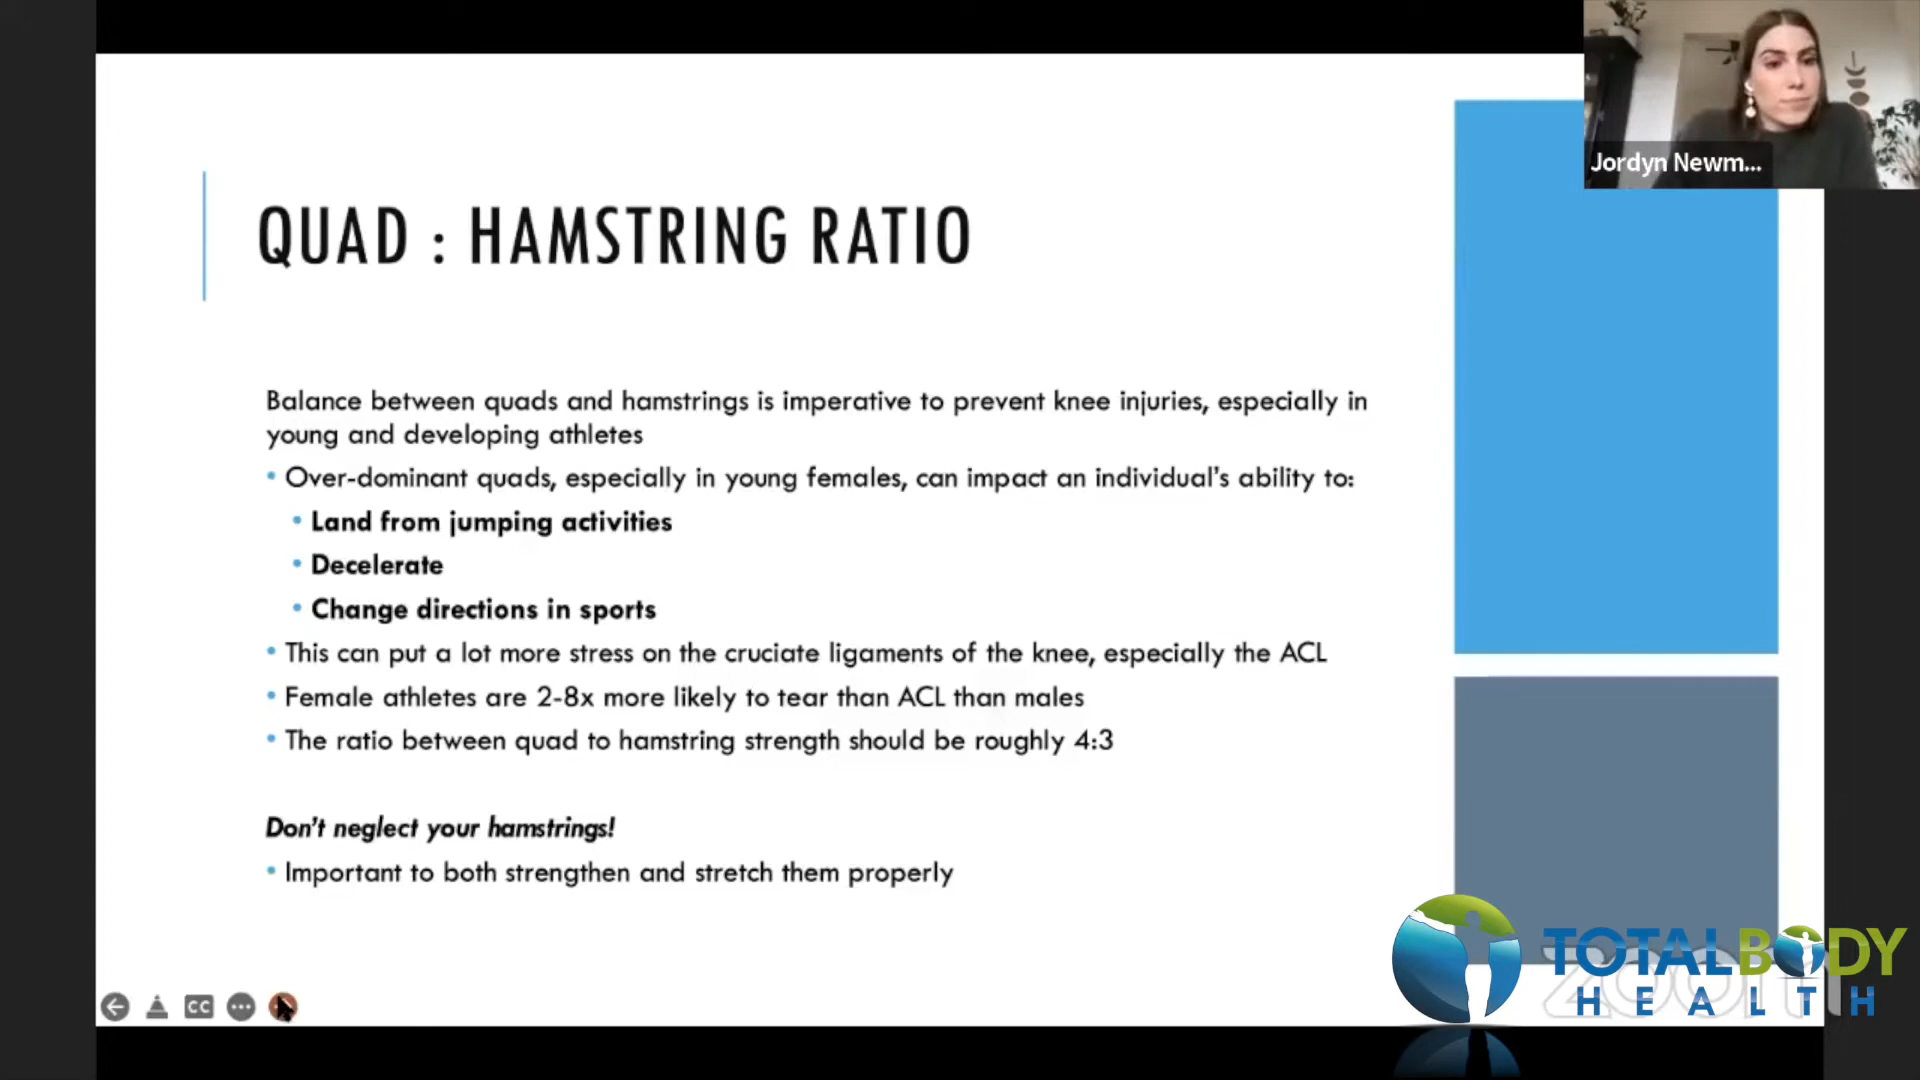 Jordyn Newm...
QUAD : HAMSTRING RATIO
Balance between quads and hamstrings is imperative to prevent knee injuries, especially in
young and developing athletes
• Over-dominant quads, especially in young females, can impact an individual's ability to:
• Land from jumping activities
• Decelerate
• Change directions in sports
• This can put a lot more stress on the cruciate ligaments of the knee, especially the ACL
• Female athletes are 2-8x more likely to tear than ACL than males
• The ratio between quad to hamstring strength should be roughly 4:3
Don't neglect your hamstrings!
• Important to both strengthen and stretch them properly
CC
TOTAL BODY
HEALTH
zoom